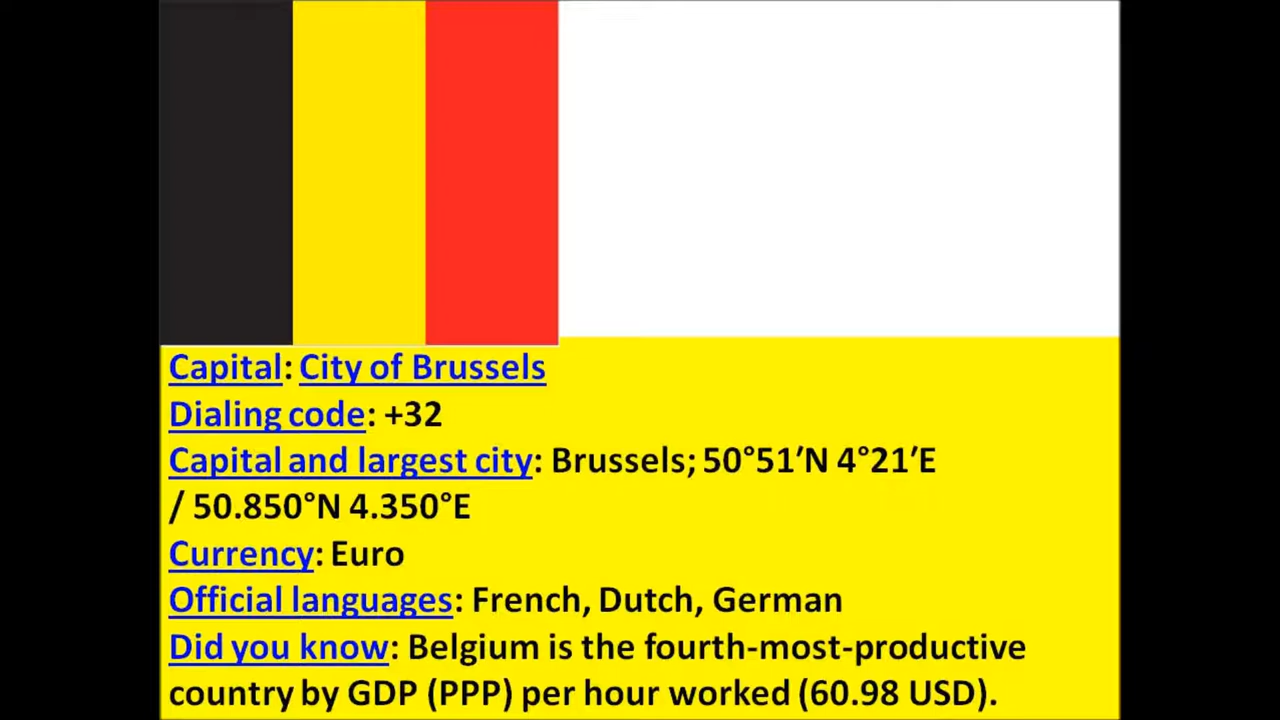 Capital: City of Brussels
Dialing code: +32
Capital and largest city: Brussels; 50°51′N 4°21′E
/ 50.850°N 4.350°E
Currency: Euro
Official languages: French, Dutch, German
Did you know: Belgium is the fourth-most-productive
country by GDP (PPP) per hour worked (60.98 USD).